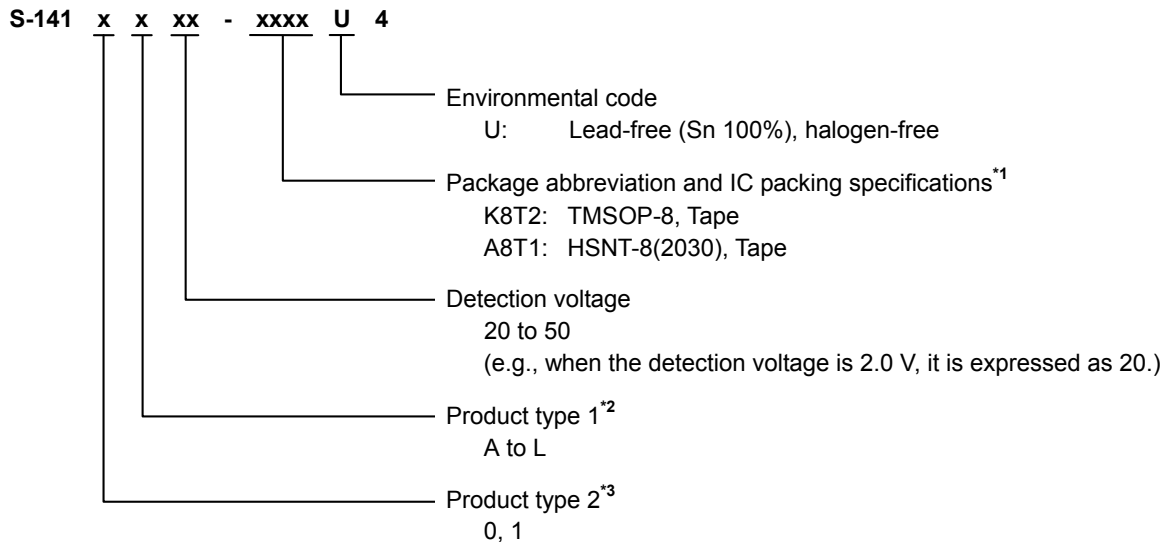 S-141 x x xx - xxxx U 4
Environmental code
U: Lead-free (Sn 100%), halogen-free
Package abbreviation and IC packing specifications*1
K8T2: TMSOP-8, Tape
A8T1: HSNT-8(2030), Tape
Detection voltage
20 to 50
(e.g., when the detection voltage is 2.0 V, it is expressed as 20.)
Product type 1*2
A to L
Product type 2*3
0, 1